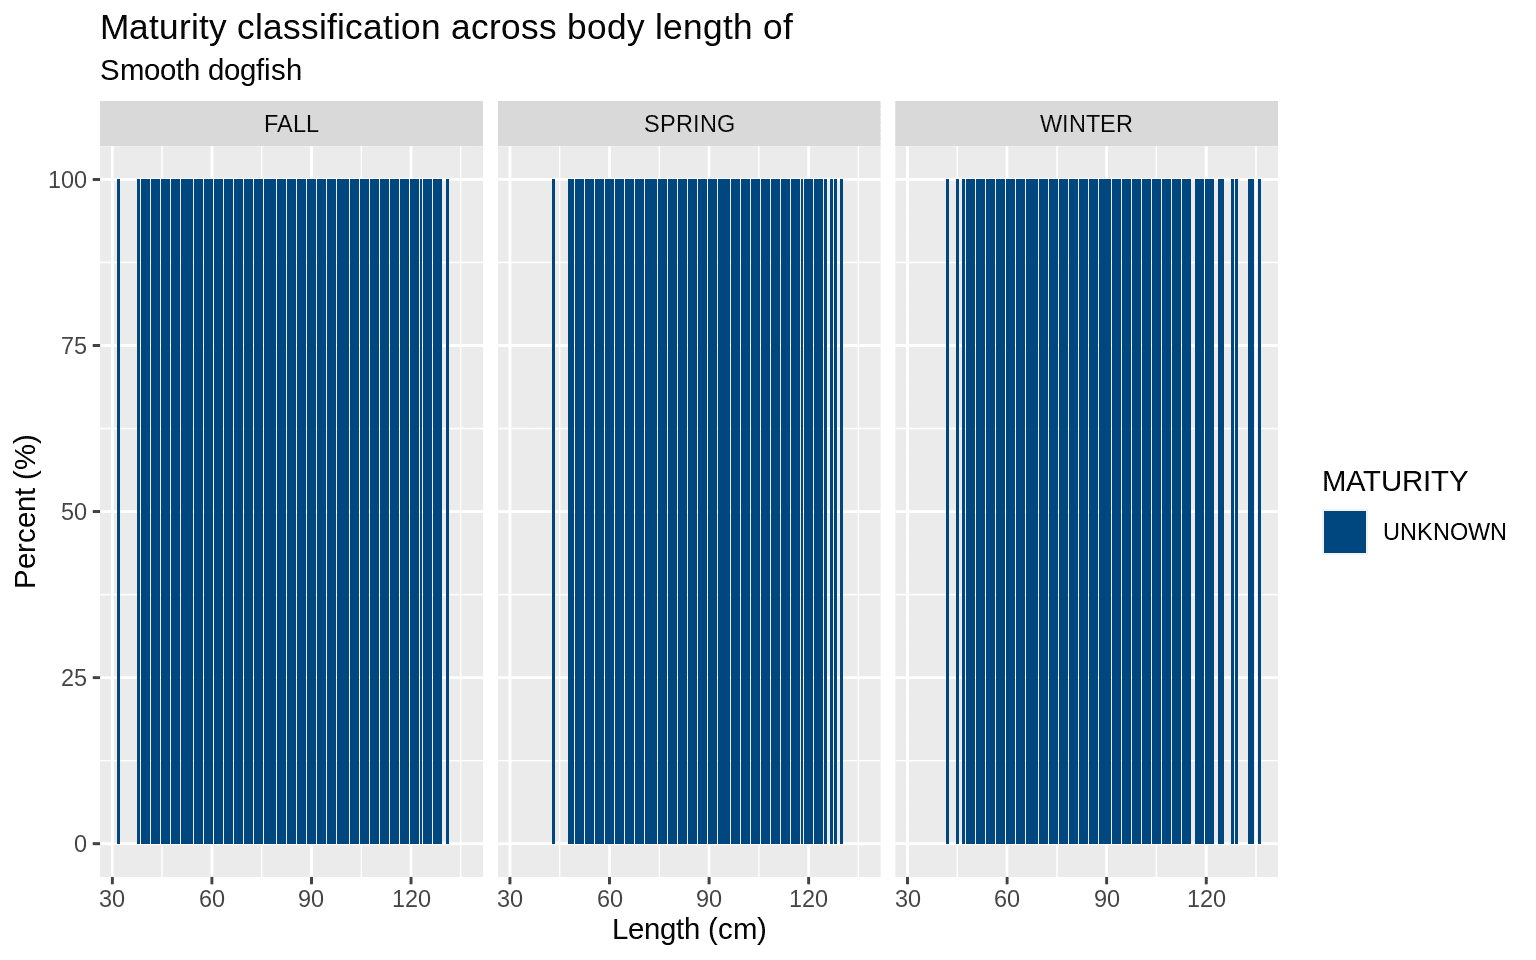 Maturity classification across body length of
Smooth dogfish
FALL SPRING WINTER
100
75
50
25
0
Percent (%)
30 60 90 120 30 60 90 120 30 60 90 120
Length (cm)
MATURITY
UNKNOWN